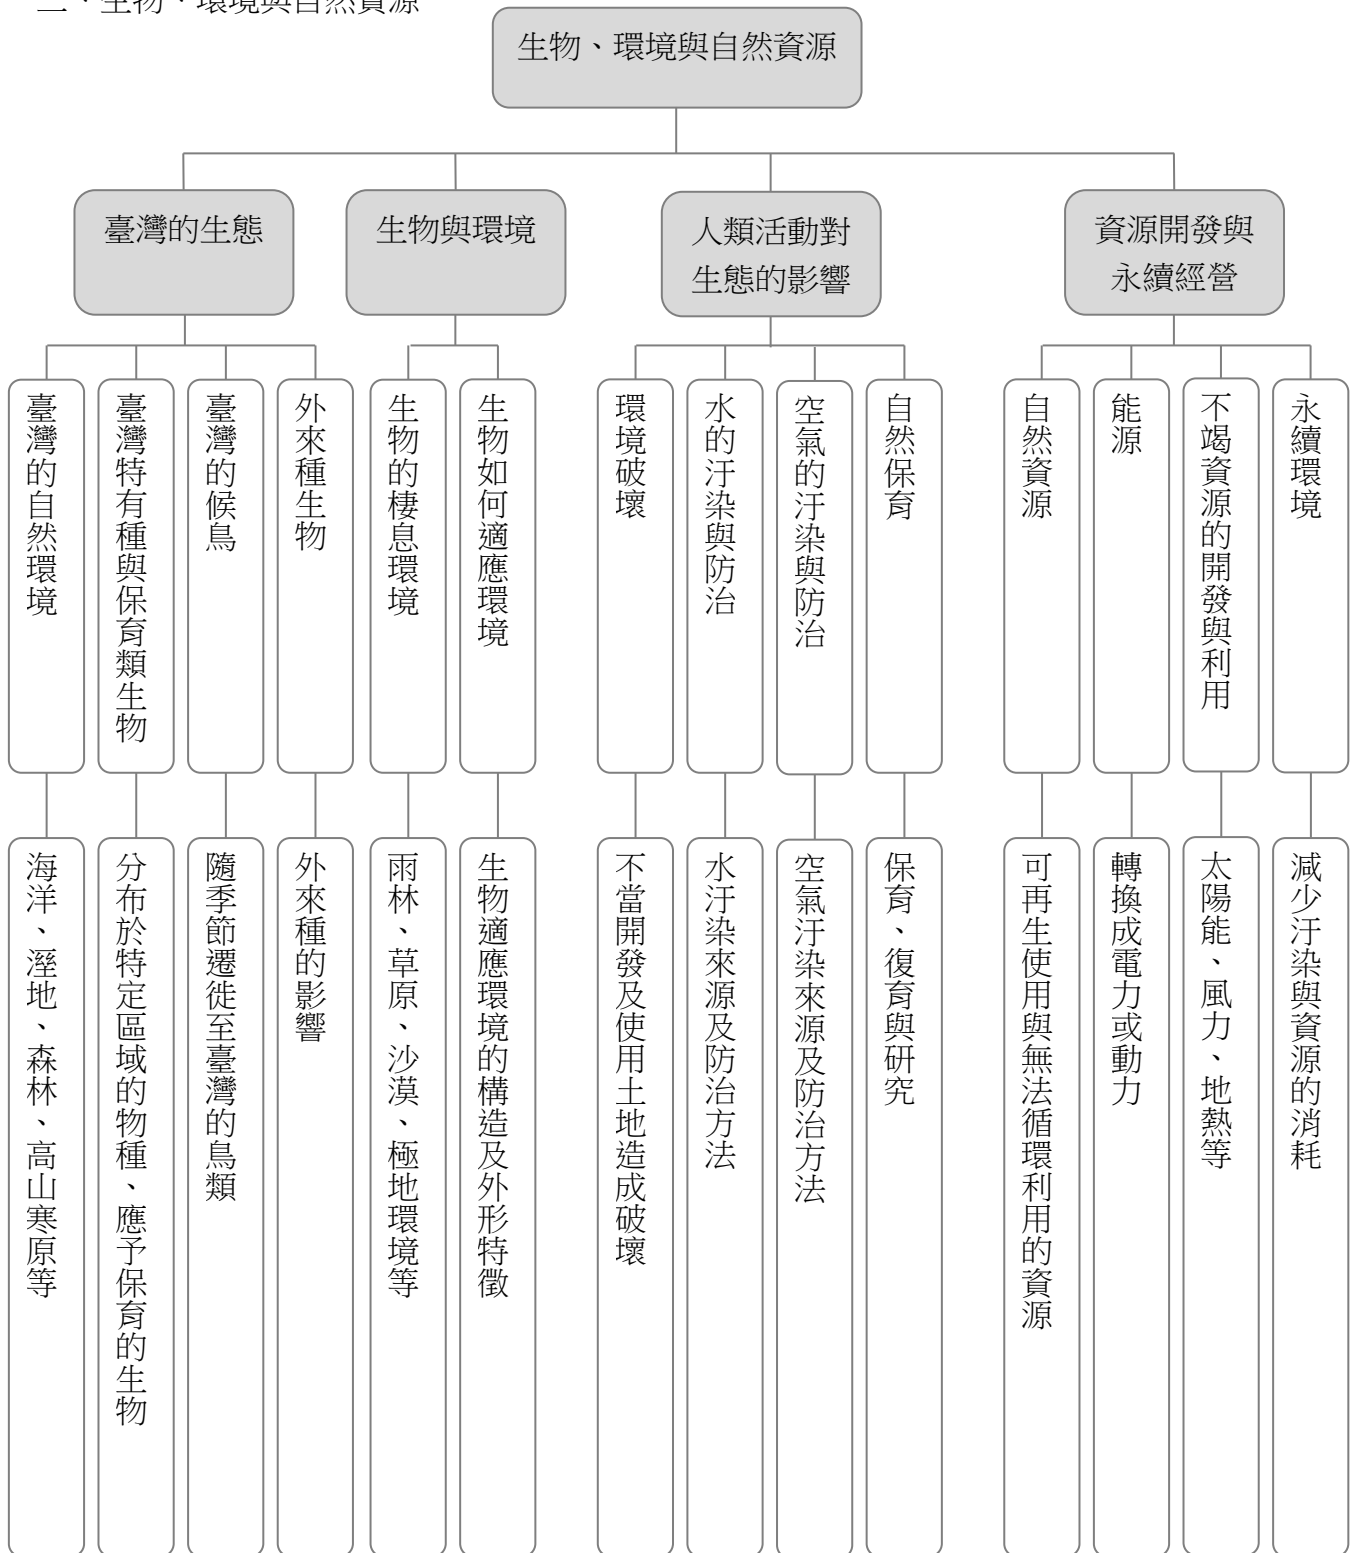 生物、環境與自然資源
生物、環境與自然資源
臺灣的生態
生物與環境
人類活動對
生態的影響
資源開發與
永續經營
臺灣的自然環境
臺灣特有種與保育類生物
臺灣的候鳥
外來種生物
生物的棲息環境
生物如何適應環境
環境破壞
水的汙染與防治
空氣的汙染與防治
自然保育
自然資源
能源
不竭資源的開發與利用
永續環境
海洋、溼地、森林、高山寒原等
分布於特定區域的物種、應予保育的生物
隨季節遷徙至臺灣的鳥類
外來種的影響
雨林、草原、沙漠、極地環境等
生物適應環境的構造及外形特徵
不當開發及使用土地造成破壞
水汙染來源及防治方法
空氣汙染來源及防治方法
保育、復育與研究
可再生使用與無法循環利用的資源
轉換成電力或動力
太陽能、風力、地熱等
減少汙染與資源的消耗